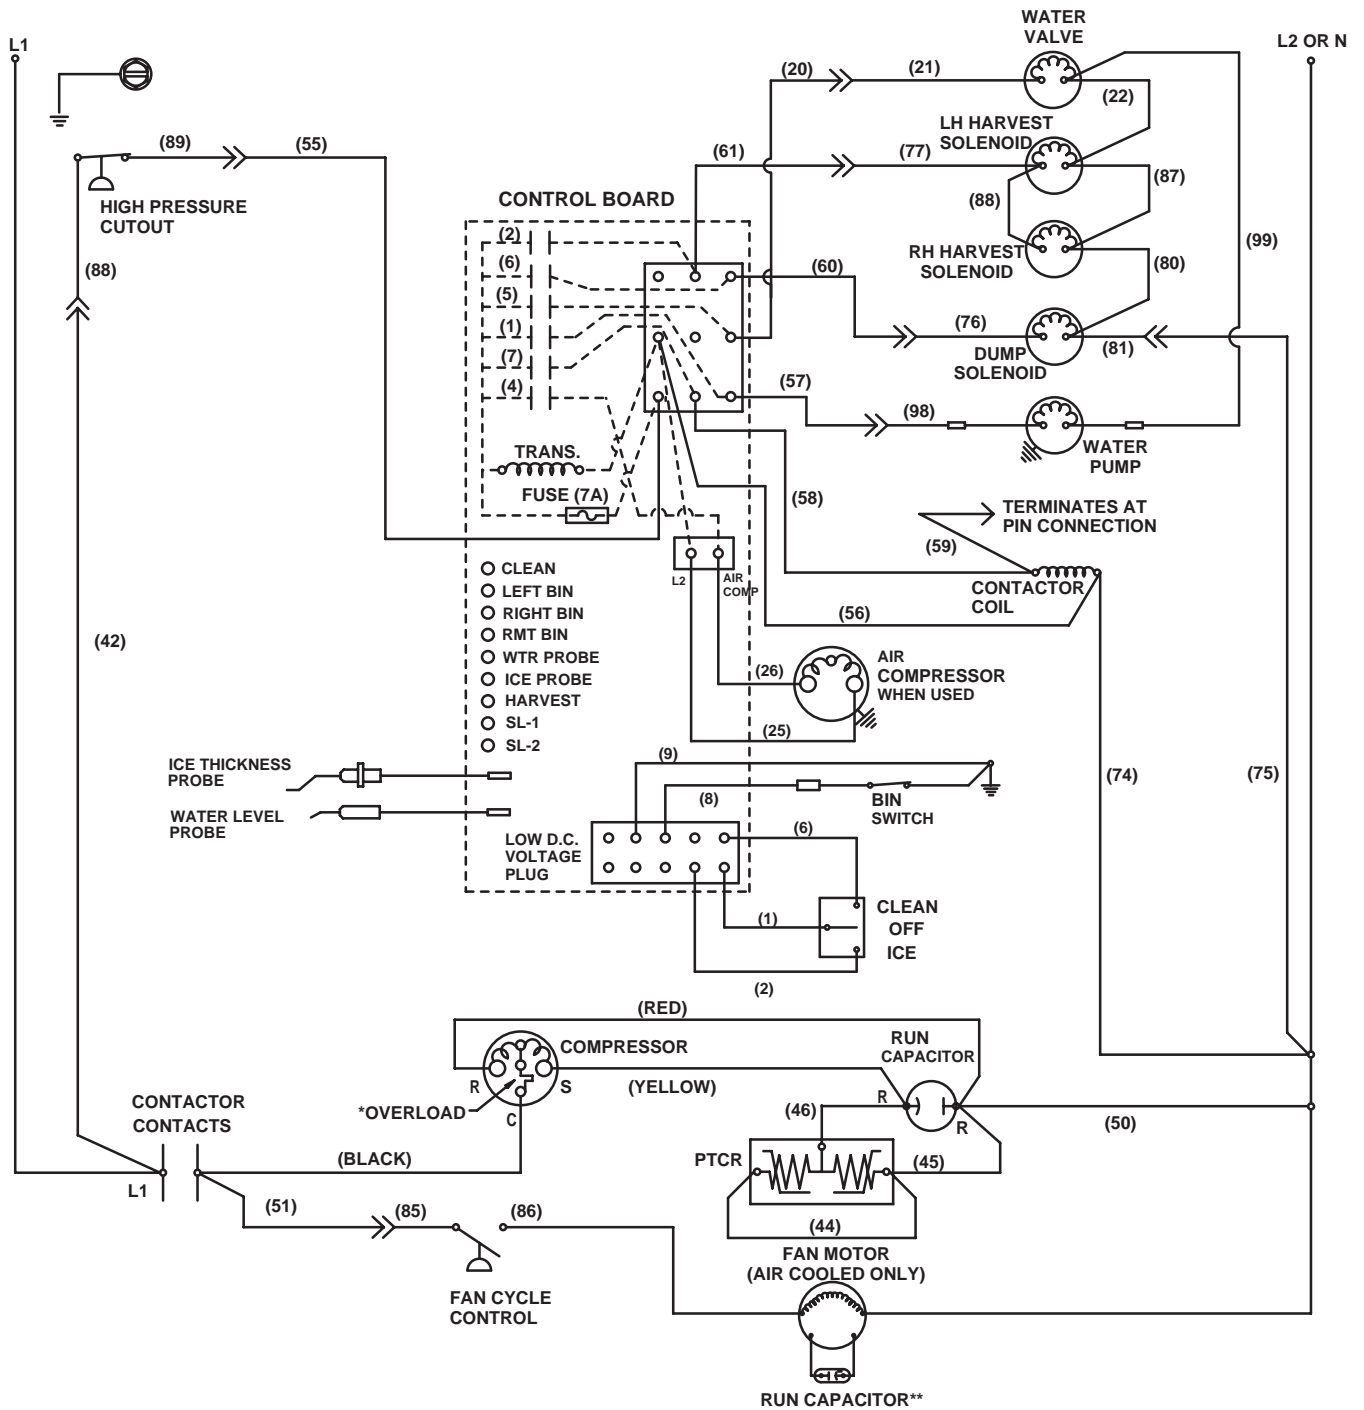 WATER
VALVE
L1
L2 OR N
(20)
(21)
(22)
LH HARVEST
SOLENOID
(89)
(55)
(61)
(77)
(87)
HIGH PRESSURE
CUTOUT
CONTROL BOARD
(88)
(2)
(99)
RH HARVEST
SOLENOID
(80)
(88)
(6)
(60)
(5)
(1)
(76)
(81)
DUMP
SOLENOID
(7)
(4)
(57)
(98)
WATER
PUMP
TRANS.
FUSE (7A)
(58)
TERMINATES AT
PIN CONNECTION
(59)
L2
AIR
COMP
CONTACTOR
COIL
CLEAN
LEFT BIN
RIGHT BIN
RMT BIN
WTR PROBE
ICE PROBE
HARVEST
SL-1
SL-2
(56)
(42)
(26)
AIR
COMPRESSOR
WHEN USED
(25)
(9)
ICE THICKNESS
PROBE
(74)
(75)
(8)
BIN
SWITCH
WATER LEVEL
PROBE
LOW D.C.
VOLTAGE
PLUG
(6)
(1)
CLEAN
OFF
ICE
(2)
(RED)
COMPRESSOR
RUN
CAPACITOR
R
S
(YELLOW)
*OVERLOAD
C
R
R
(46)
(50)
CONTACTOR
CONTACTS
(BLACK)
PTCR
(45)
L1
(51)
(85)
(86)
(44)
FAN MOTOR
(AIR COOLED ONLY)
FAN CYCLE
CONTROL
RUN CAPACITOR**